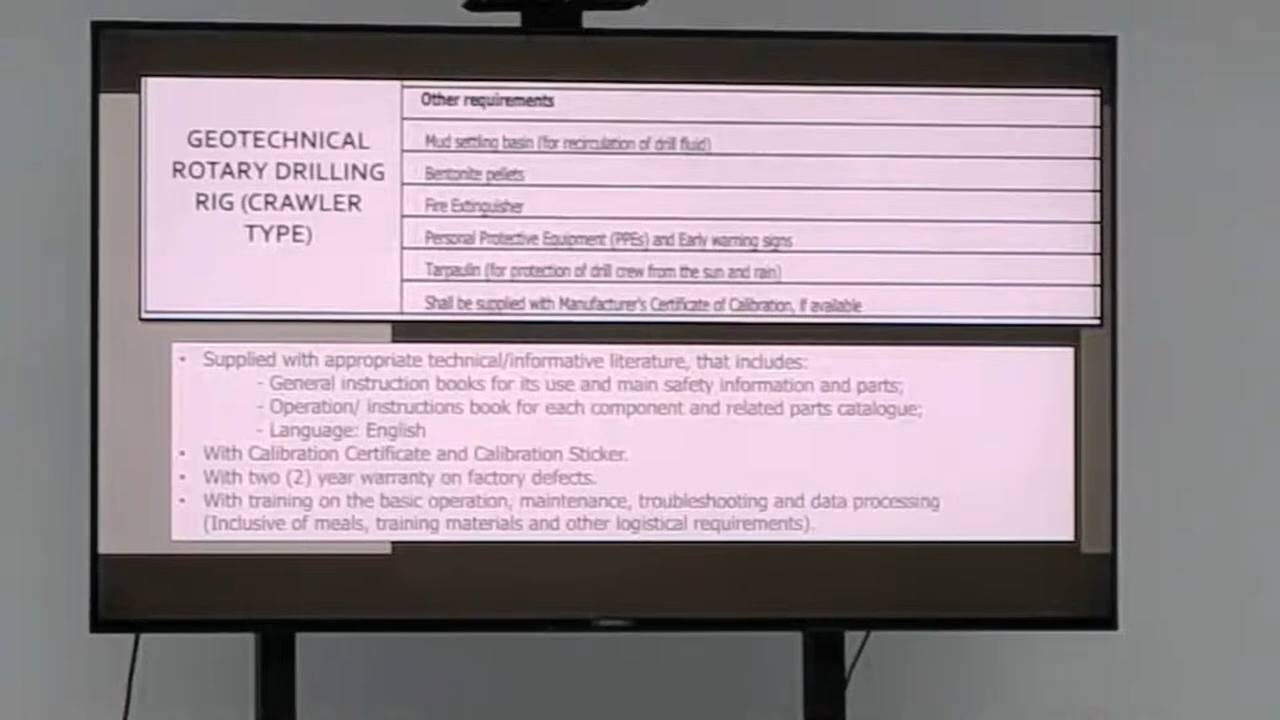 GEOTECHNICAL
ROTARY DRILLING
RIG (CRAWLER
TYPE)
Other requirements
Mud settling basin (for recirculation of drill fluid)
Bentonite pellets
Fire Extinguisher
Personal Protective Equipment (PPEs) and Early warning signs
Tarpaulin (for protection of drill crew from the sun and rain)
Shall be supplied with Manufacturer's Certificate of Calibration, if available
• Supplied with appropriate technical/informative literature, that includes:
- General instruction books for its use and main safety information and parts;
- Operation/ instructions book for each component and related parts catalogue;
- Language: English
• With Calibration Certificate and Calibration Sticker.
• With two (2) year warranty on factory defects.
• With training on the basic operation, maintenance, troubleshooting and data processing
(Inclusive of meals, training materials and other logistical requirements).